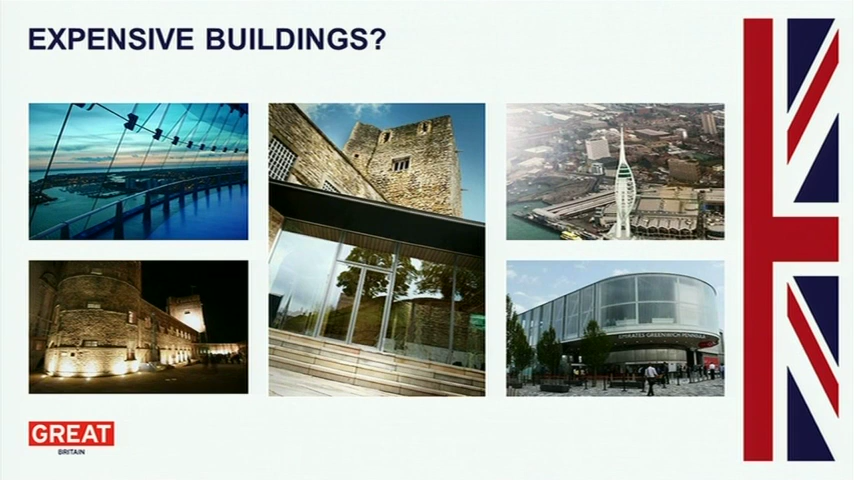 EXPENSIVE BUILDINGS?
EMIRATES GREENWICH PENINSULA
GREAT
BRITAIN